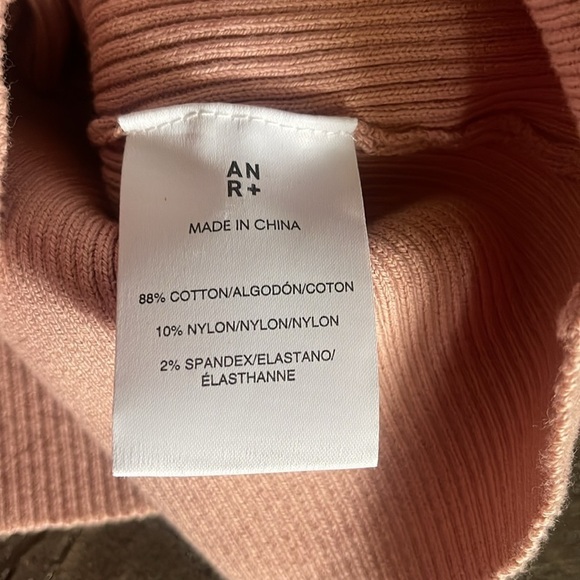 AN
R+
MADE IN CHINA
88% COTTON/ALGODÓN/COTON
10% NYLON/NYLON/NYLON
2% SPANDEX/ELASTANO/
ÉLASTHANNE